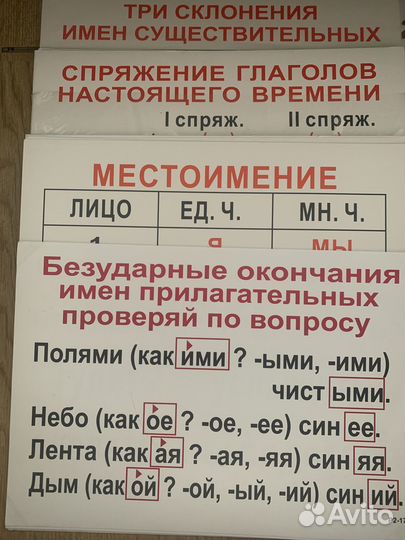 ТРИ СКЛОНЕНИЯ
ИМЕН СУЩЕСТВИТЕЛЬНЫХ
СПРЯЖЕНИЕ ГЛАГОЛОВ
НАСТОЯЩЕГО ВРЕМЕНИ
I спряж. II спряж.
МЕСТОИМЕНИЕ
ЛИЦО ЕД. Ч. МН. Ч.
1 Я МЫ
Безударные окончания
имен прилагательных
проверяй по вопросу
Полями (какими? -ыми, -ими)
чистыми.
Небо (какое? -ое, -ее) синее.
Лента (какая? -ая, -яя) синяя.
Дым (какой? -ой, -ый, -ий) синий.
Avito